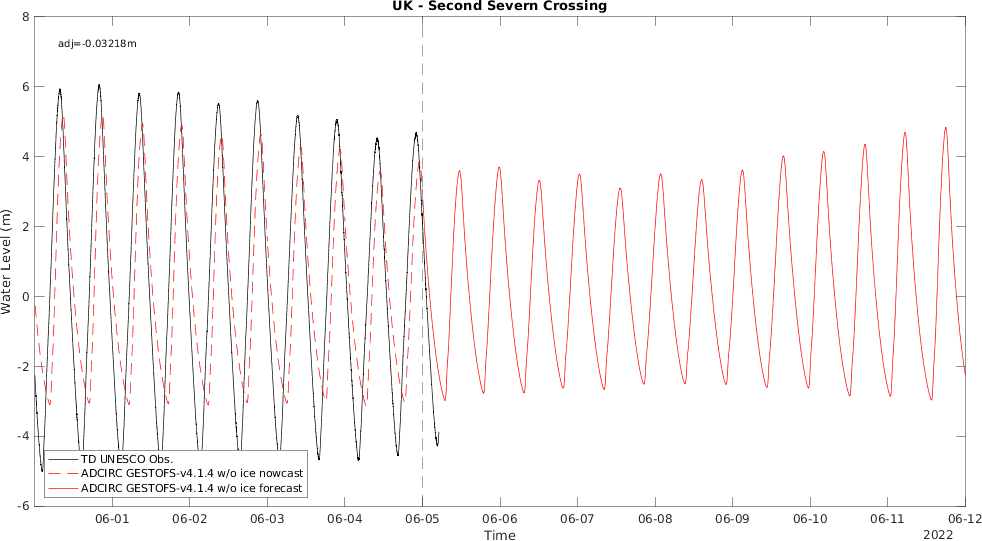 UK - Second Severn Crossing
adj=-0.03218m
Water Level (m)
8
6
4
2
0
-2
-4
-6
TD UNESCO Obs.
ADCIRC GESTOFS-v4.1.4 w/o ice nowcast
ADCIRC GESTOFS-v4.1.4 w/o ice forecast
06-01 06-02 06-03 06-04 06-05 06-06 06-07 06-08 06-09 06-10 06-11 06-12
Time
2022